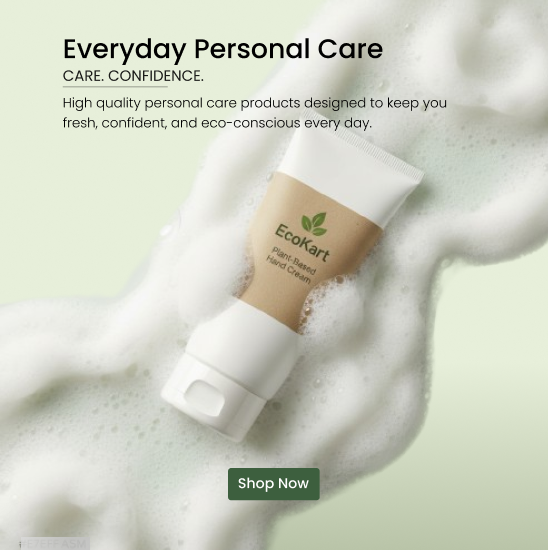 Everyday Personal Care
CARE. CONFIDENCE.
High quality personal care products designed to keep you
fresh, confident, and eco-conscious every day.
EcoKart
Plant-Based
Hand Cream
Shop Now